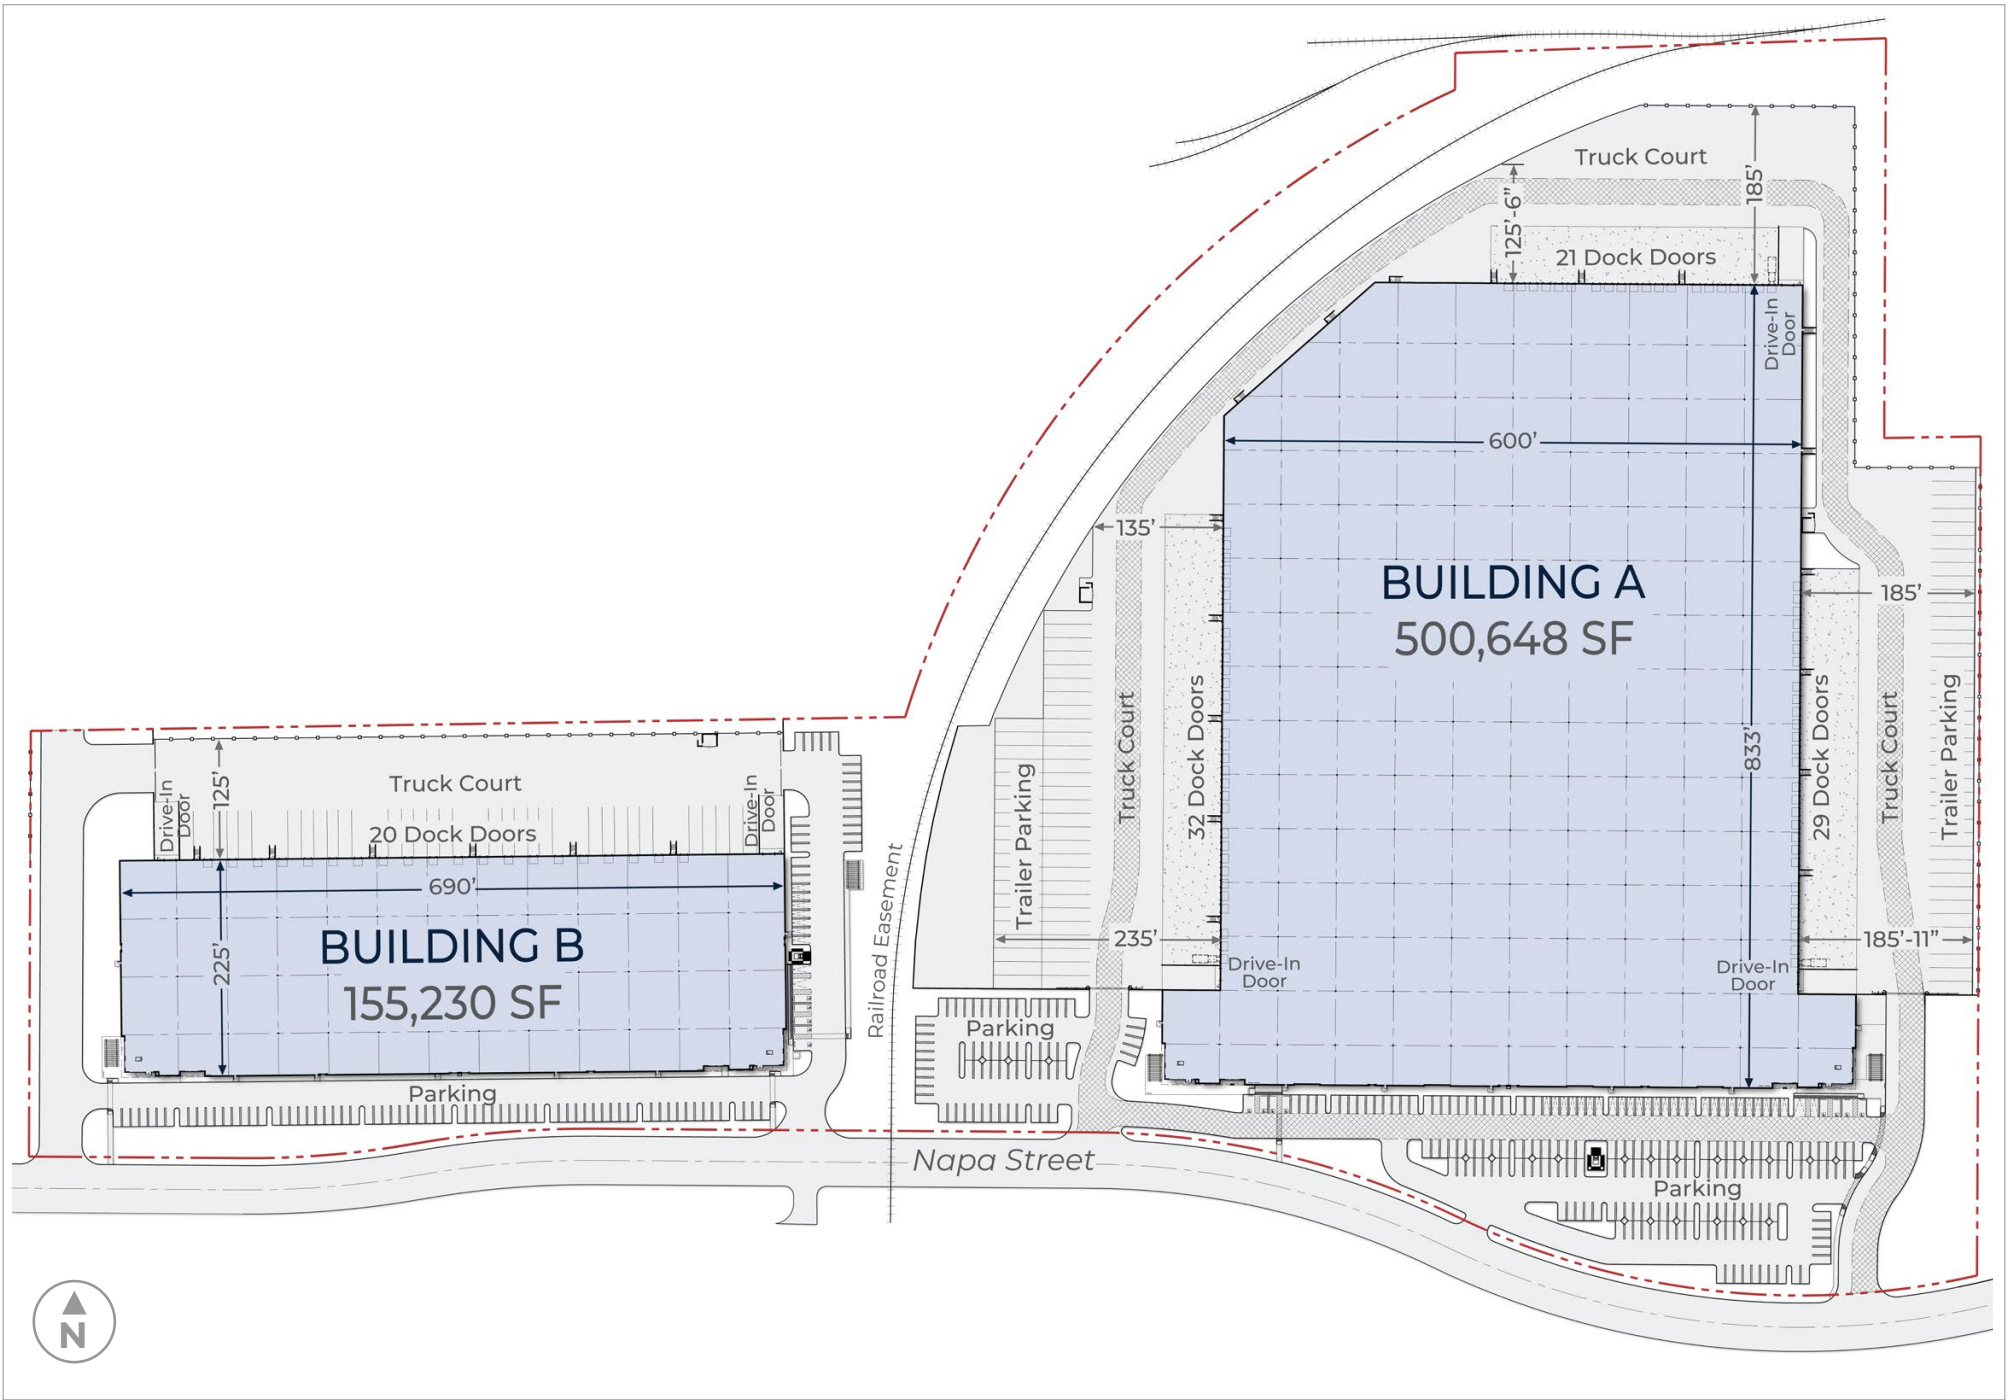 Truck Court
185’
125’-6”
21 Dock Doors
Drive-In
Door
600’
135’
BUILDING A
500,648 SF
185’
32 Dock Doors
Truck Court
Trailer Parking
833’
29 Dock Doors
Truck Court
Trailer Parking
235’
185’-11”
Drive-In
Door
Drive-In
Door
Parking
Truck Court
125’
Drive-In
Door
Drive-In
Door
20 Dock Doors
690’
BUILDING B
155,230 SF
225’
Railroad Easement
Parking
Napa Street
Parking
N